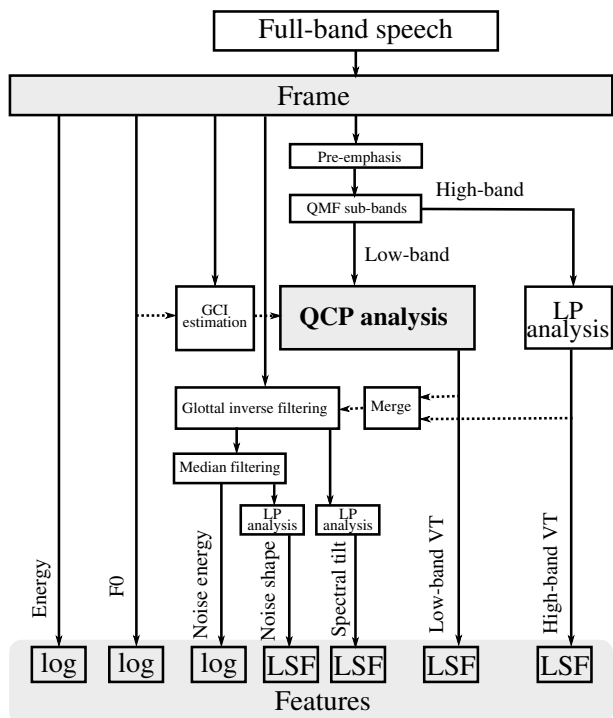 Full-band speech
Frame
Pre-emphasis
High-band
QMF sub-bands
Low-band
GCI
estimation
QCP analysis
LP
analysis
Glottal inverse filtering
Merge
Median filtering
LP
analysis
LP
analysis
Energy
F0
Noise energy
Noise shape
Spectral tilt
Low-band VT
High-band VT
log
log
log
LSF
LSF
LSF
LSF
Features